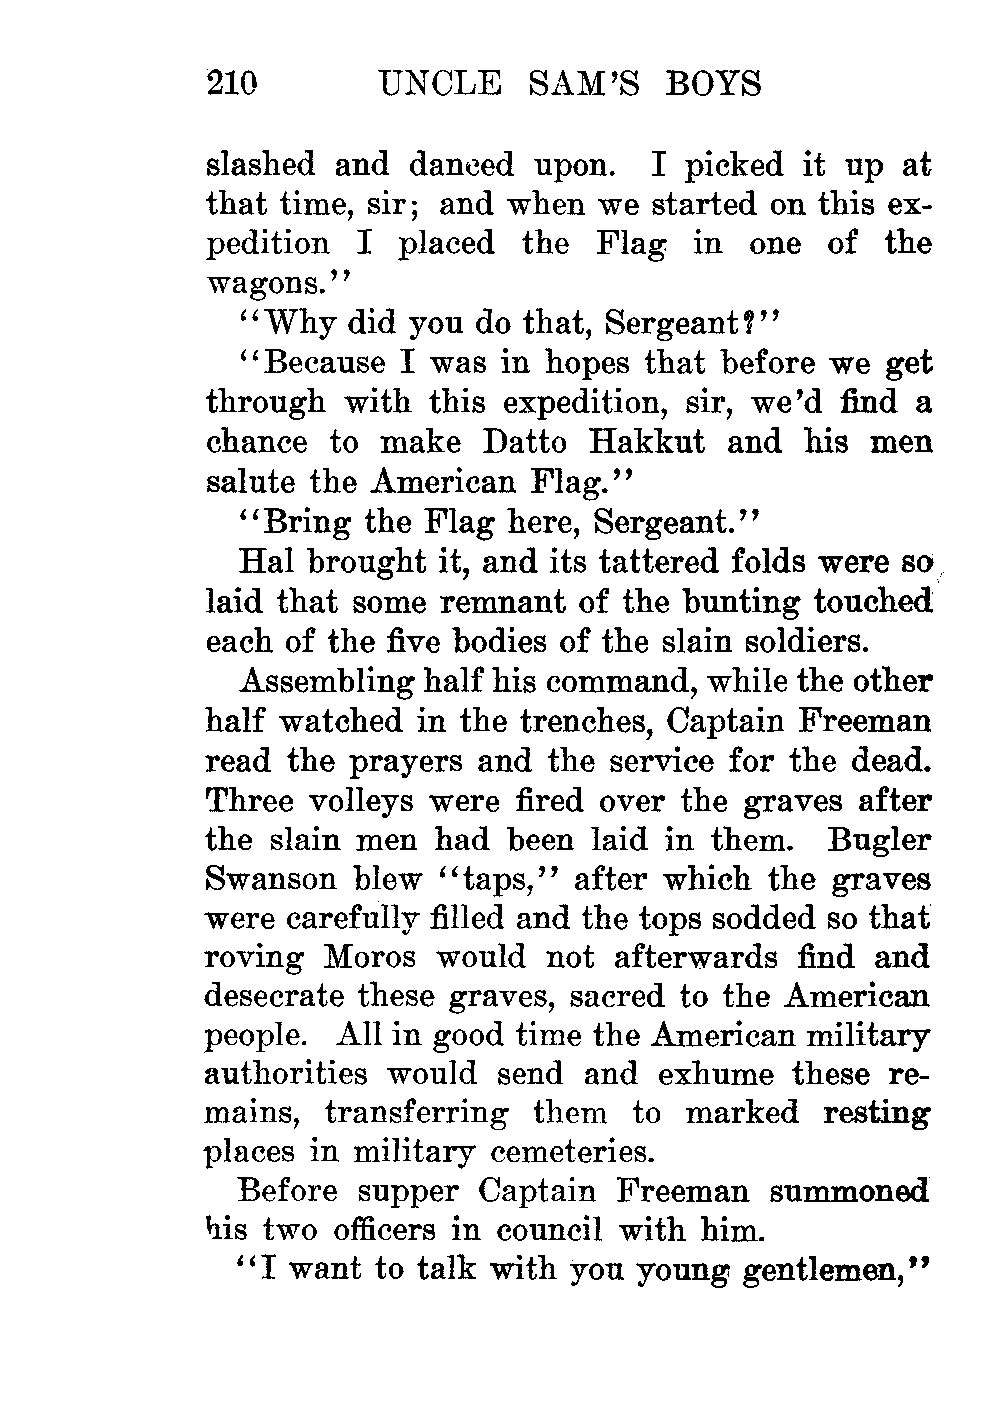 210 UNCLE SAM'S BOYS
slashed and danced upon. I picked it up at
that time, sir; and when we started on this ex-
pedition I placed the Flag in one of the
wagons."
"Why did you do that, Sergeant?"
"Because I was in hopes that before we get
through with this expedition, sir, we'd find a
chance to make Datto Hakkut and his men
salute the American Flag."
"Bring the Flag here, Sergeant."
Hal brought it, and its tattered folds were so
laid that some remnant of the bunting touched
each of the five bodies of the slain soldiers.
Assembling half his command, while the other
half watched in the trenches, Captain Freeman
read the prayers and the service for the dead.
Three volleys were fired over the graves after
the slain men had been laid in them. Bugler
Swanson blew "taps," after which the graves
were carefully filled and the tops sodded so that
roving Moros would not afterwards find and
desecrate these graves, sacred to the American
people. All in good time the American military
authorities would send and exhume these re-
mains, transferring them to marked resting
places in military cemeteries.
Before supper Captain Freeman summoned
his two officers in council with him.
"I want to talk with you young gentlemen,"